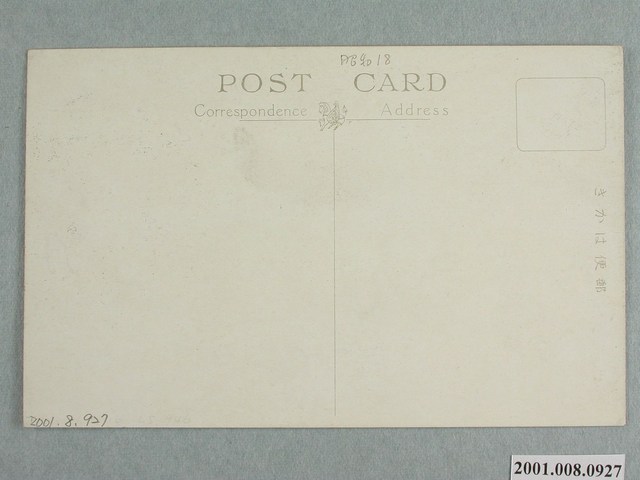 POST CARD
Correspondence Address
きかは便郵
2001.8.927
2001.008.0927